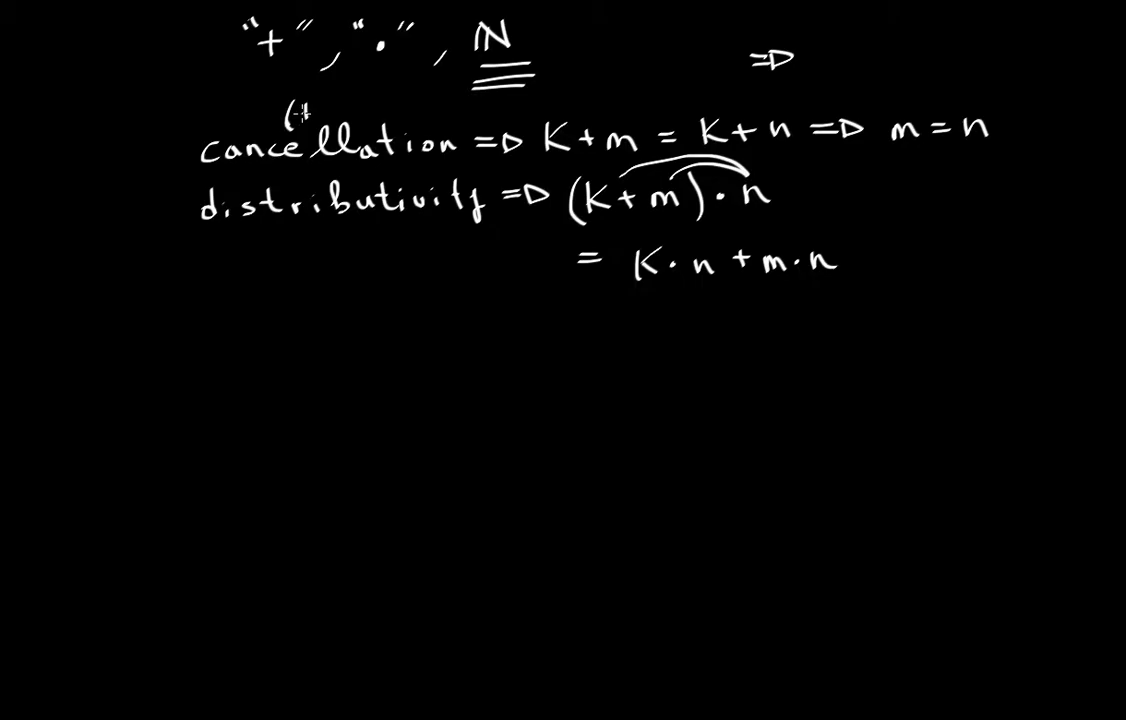 "+", "·", ℕ
=>
(+
cancellation => K+m = K+n => m=n
distributivity => (K+m)·n
= K·n+m·n